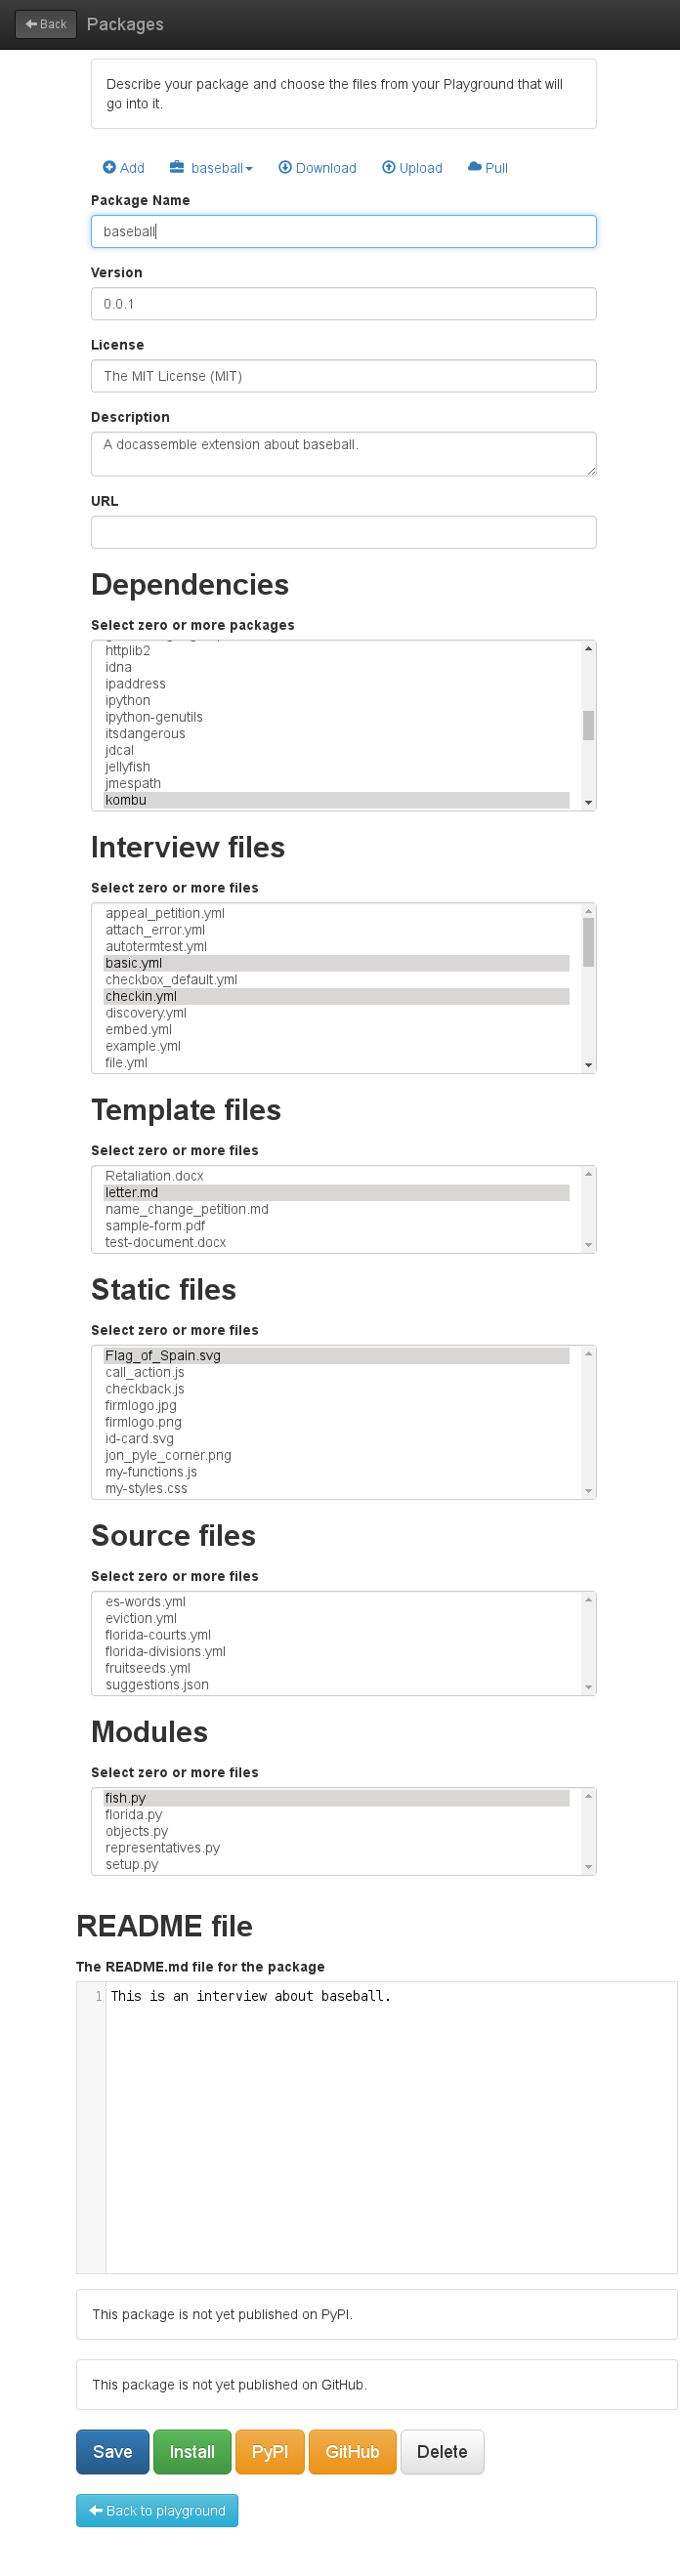 Back Packages
Describe your package and choose the files from your Playground that will
go into it.
Add baseball Download Upload Pull
Package Name
baseball
Version
0.0.1
License
The MIT License (MIT)
Description
A docassemble extension about baseball.
URL
Dependencies
Select zero or more packages
httplib2
idna
ipaddress
ipython
ipython-genutils
itsdangerous
jdcal
jellyfish
jmespath
kombu
Interview files
Select zero or more files
appeal_petition.yml
attach_error.yml
autotermtest.yml
basic.yml
checkbox_default.yml
checkin.yml
discovery.yml
embed.yml
example.yml
file.yml
Template files
Select zero or more files
Retaliation.docx
letter.md
name_change_petition.md
sample-form.pdf
test-document.docx
Static files
Select zero or more files
Flag_of_Spain.svg
call_action.js
checkback.js
firmlogo.jpg
firmlogo.png
id-card.svg
jon_pyle_corner.png
my-functions.js
my-styles.css
Source files
Select zero or more files
es-words.yml
eviction.yml
florida-courts.yml
florida-divisions.yml
fruitseeds.yml
suggestions.json
Modules
Select zero or more files
fish.py
florida.py
objects.py
representatives.py
setup.py
README file
The README.md file for the package
1 This is an interview about baseball.
This package is not yet published on PyPI.
This package is not yet published on GitHub.
Save Install PyPI GitHub Delete
Back to playground